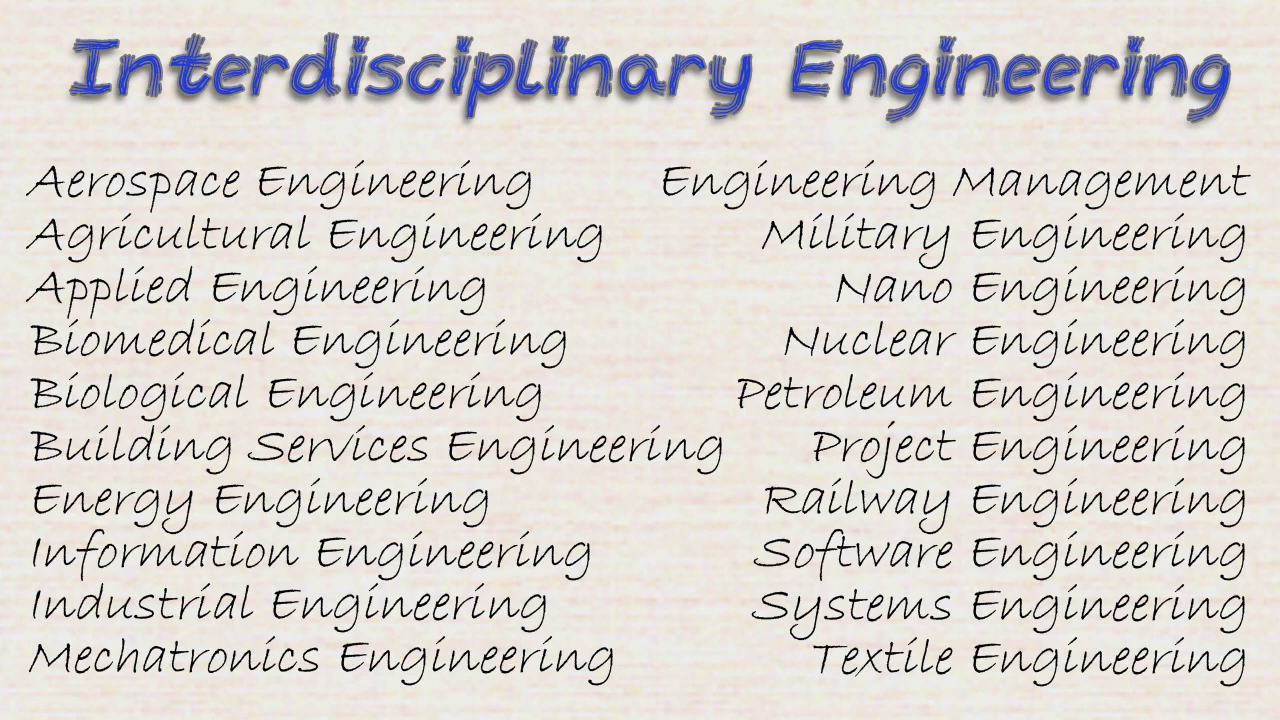 Interdisciplinary Engineering
Aerospace Engineering
Agricultural Engineering
Applied Engineering
Biomedical Engineering
Biological Engineering
Building Services Engineering
Energy Engineering
Information Engineering
Industrial Engineering
Mechatronics Engineering
Engineering Management
Military Engineering
Nano Engineering
Nuclear Engineering
Petroleum Engineering
Project Engineering
Railway Engineering
Software Engineering
Systems Engineering
Textile Engineering